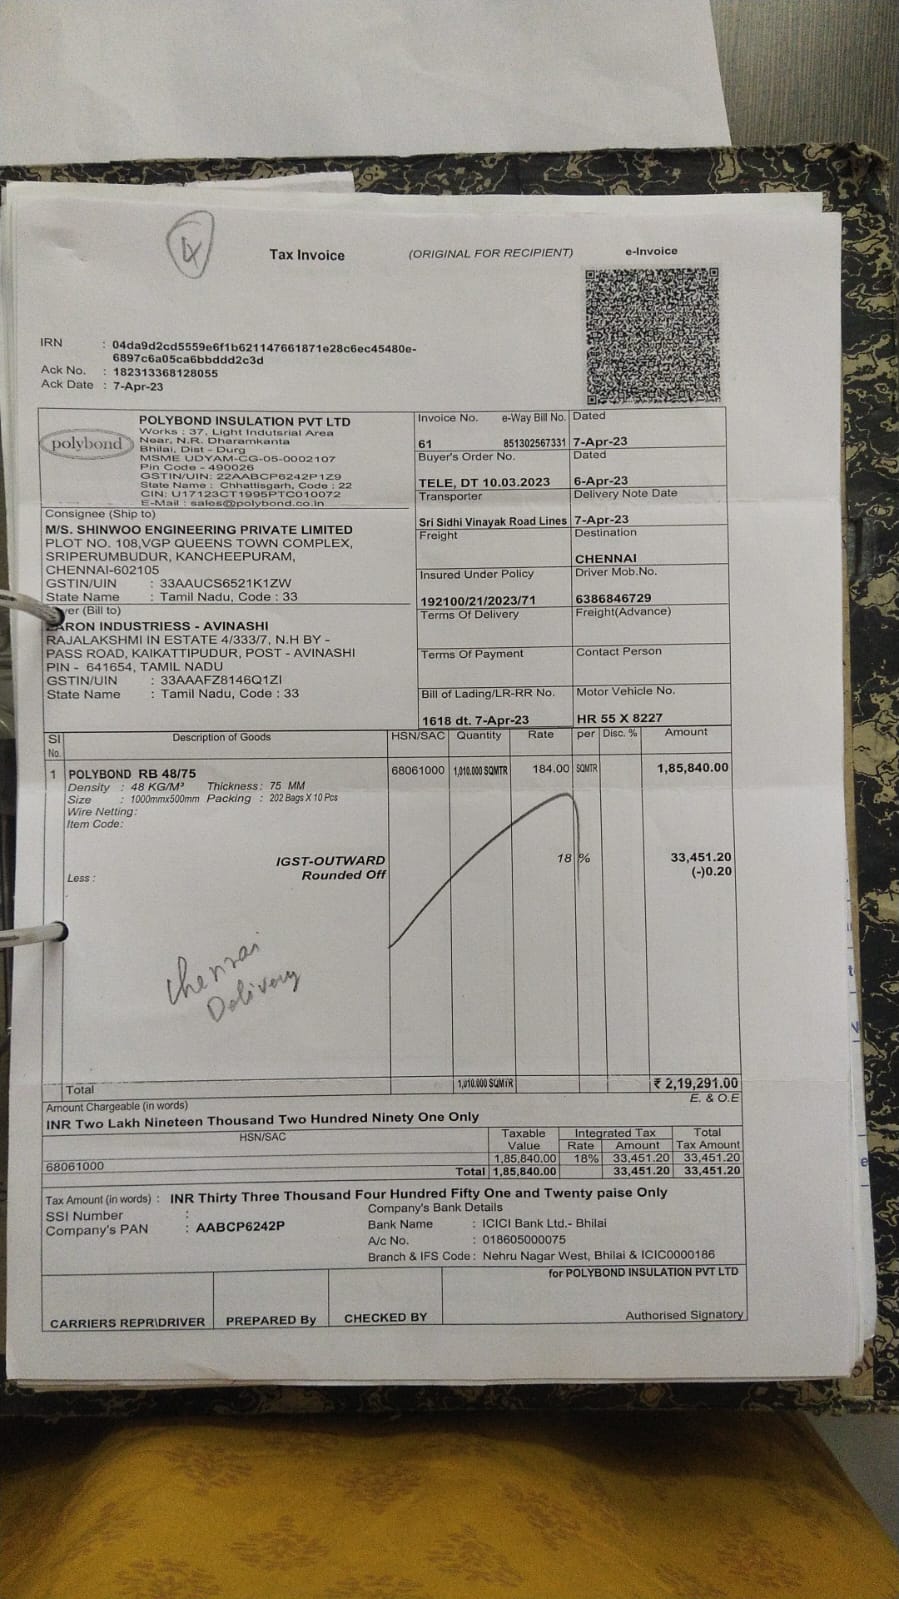 4
Tax Invoice (ORIGINAL FOR RECIPIENT) e-Invoice
IRN : 04da9d2cd5559e6f1b621147661871e28c6ec45480e-
6897c6a05ca6bbddd2c3d
Ack No. : 182313368128055
Ack Date : 7-Apr-23
polybond
POLYBOND INSULATION PVT LTD
Works : 37, Light Indutsrial Area
Near, N.R. Dharamkanta
Bhilai, Dist - Durg
MSME UDYAM-CG-05-0002107
Pin Code - 490026
GSTIN/UIN: 22AABCP6242P1Z9
State Name : Chhattisgarh, Code : 22
CIN: U17123CT1995PTC010072
E-Mail : sales@polybond.co.in
Invoice No. e-Way Bill No. Dated
61 851302567331 7-Apr-23
Buyer's Order No. Dated
TELE, DT 10.03.2023 6-Apr-23
Transporter Delivery Note Date
Sri Sidhi Vinayak Road Lines 7-Apr-23
Freight Destination
CHENNAI
Insured Under Policy Driver Mob.No.
192100/21/2023/71 6386846729
Terms of Delivery Freight(Advance)
Terms Of Payment Contact Person
Bill of Lading/LR-RR No. Motor Vehicle No.
1618 dt. 7-Apr-23 HR 55 X 8227
Consignee (Ship to)
M/S. SHINWOO ENGINEERING PRIVATE LIMITED
PLOT NO. 108,VGP QUEENS TOWN COMPLEX,
SRIPERUMBUDUR, KANCHEEPURAM,
CHENNAI-602105
GSTIN/UIN : 33AAUCS6521K1ZW
State Name : Tamil Nadu, Code : 33
(Bill to)
INDUSTRIESS - AVINASHI
RAJALAKSHMI IN ESTATE 4/333/7, N.H BY -
PASS ROAD, KAIKATTIPUDUR, POST - AVINASHI
PIN - 641654, TAMIL NADU
GSTIN/UIN : 33AAAFZ8146Q1ZI
State Name : Tamil Nadu, Code : 33
Sl No. Description of Goods HSN/SAC Quantity Rate per Disc. % Amount
1 POLYBOND RB 48/75 68061000 1,010.000 SQMTR 184.00 SQMTR 1,85,840.00
Density : 48 KG/M³ Thickness : 75 MM
Size : 1000mmx500mm Packing : 202 Bags X 10 Pcs
Wire Netting:
Item Code:
IGST-OUTWARD 18 % 33,451.20
Less : Rounded Off (-)0.20
Chennai
Delivery
Total 1,010.000 SQMTR ₹ 2,19,291.00
Amount Chargeable (in words) E. & O.E
INR Two Lakh Nineteen Thousand Two Hundred Ninety One Only
HSN/SAC Taxable Value Integrated Tax Rate Amount Total Tax Amount
68061000 1,85,840.00 18% 33,451.20 33,451.20
Total 1,85,840.00 33,451.20 33,451.20
Tax Amount (in words) : INR Thirty Three Thousand Four Hundred Fifty One and Twenty paise Only
SSI Number :
Company's PAN : AABCP6242P
Company's Bank Details
Bank Name : ICICI Bank Ltd.- Bhilai
A/c No. : 018605000075
Branch & IFS Code : Nehru Nagar West, Bhilai & ICIC0000186
for POLYBOND INSULATION PVT LTD
CARRIERS REPR\DRIVER PREPARED By CHECKED BY Authorised Signatory